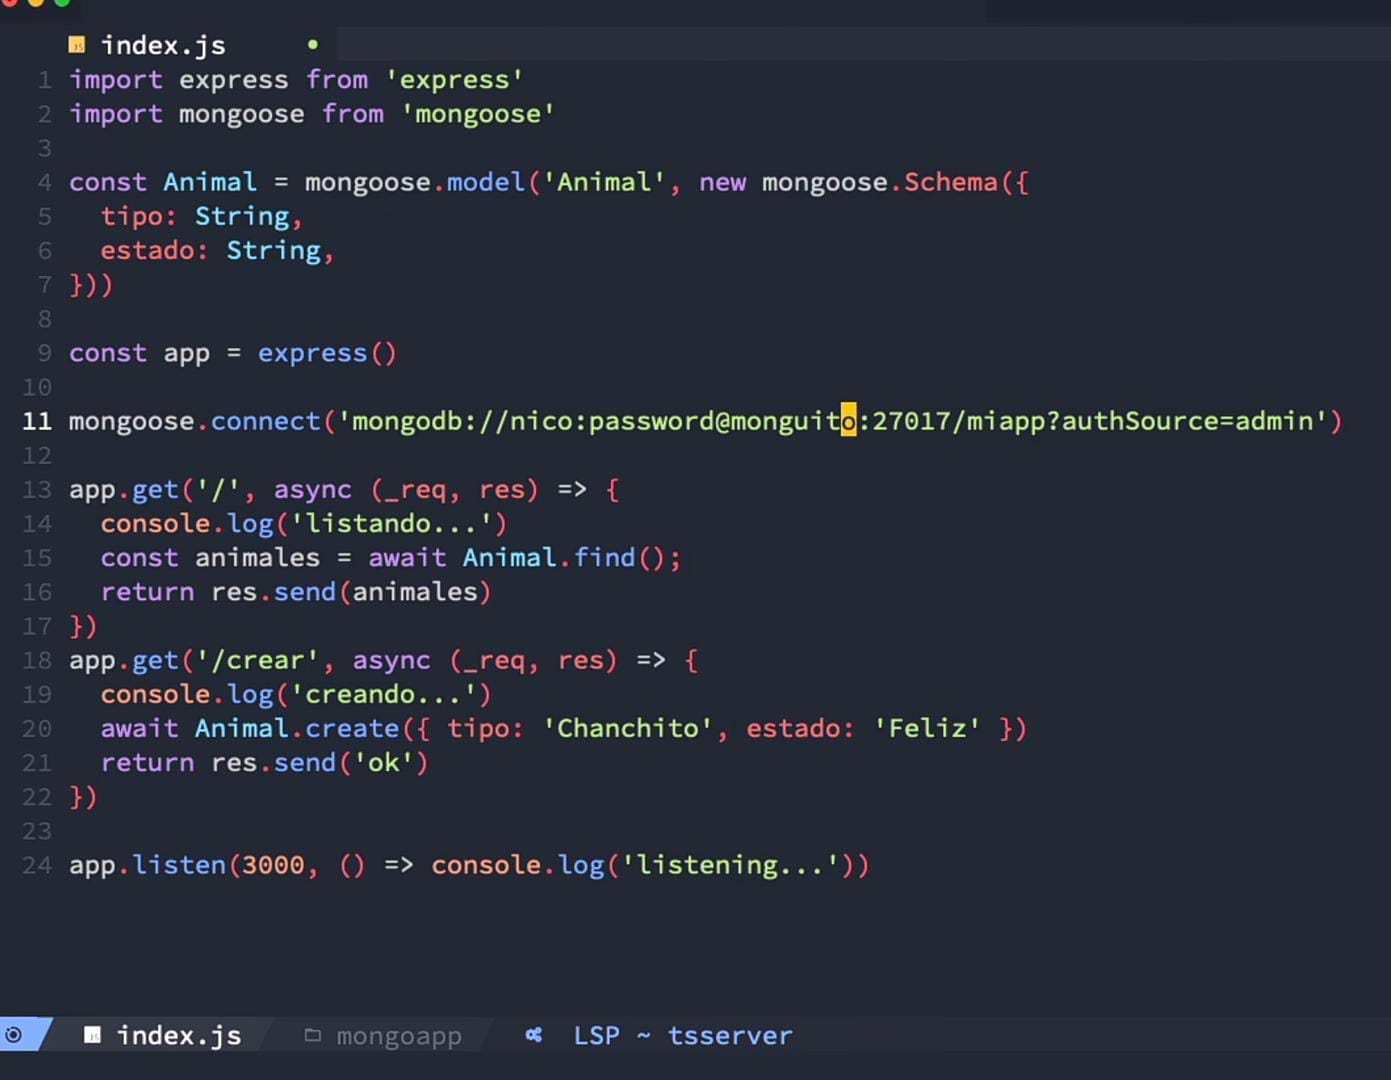 index.js
1 import express from 'express'
2 import mongoose from 'mongoose'
3
4 const Animal = mongoose.model('Animal', new mongoose.Schema({
5   tipo: String,
6   estado: String,
7 }))
8
9 const app = express()
10
11 mongoose.connect('mongodb://nico:password@monguito:27017/miapp?authSource=admin')
12
13 app.get('/', async (_req, res) => {
14   console.log('listando...')
15   const animales = await Animal.find();
16   return res.send(animales)
17 })
18 app.get('/crear', async (_req, res) => {
19   console.log('creando...')
20   await Animal.create({ tipo: 'Chanchito', estado: 'Feliz' })
21   return res.send('ok')
22 })
23
24 app.listen(3000, () => console.log('listening...'))
index.js mongoapp LSP ~ tsserver